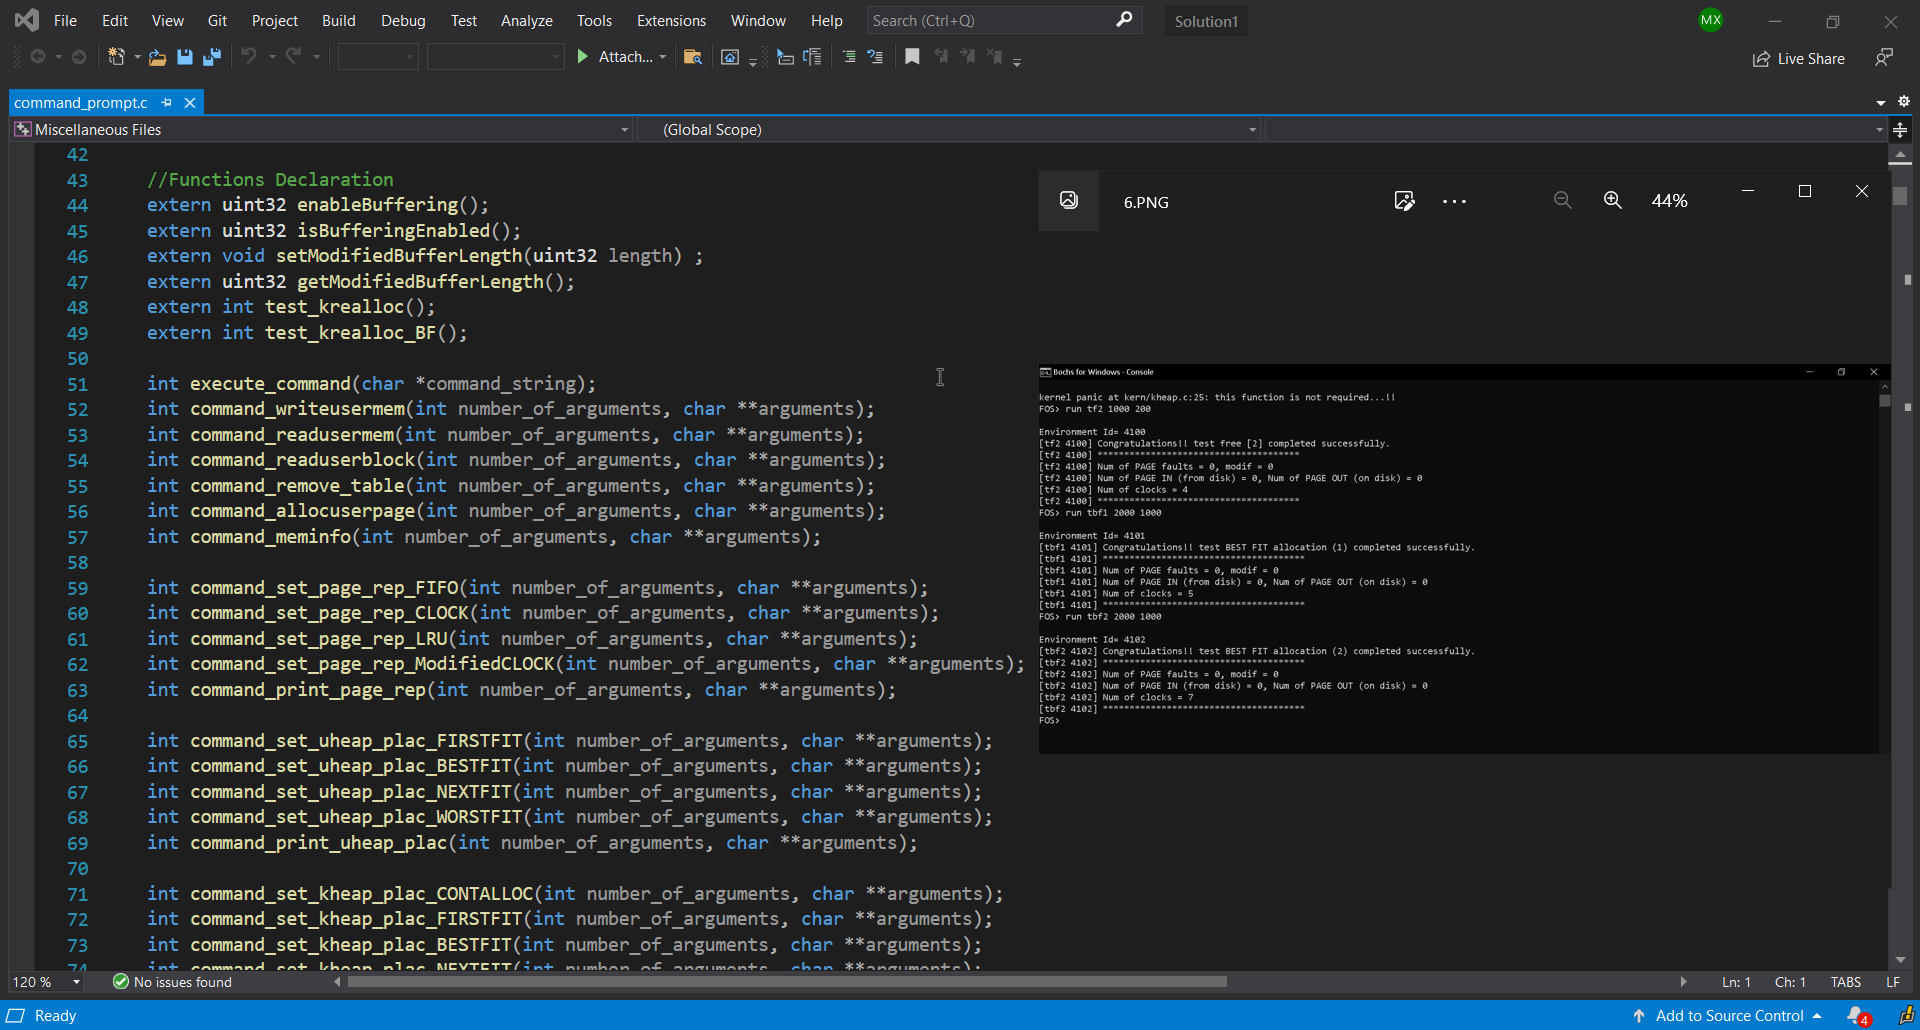 File Edit View Git Project Build Debug Test Analyze Tools Extensions Window Help Search (Ctrl+Q) Solution1 MX
Attach... Live Share
command_prompt.c
Miscellaneous Files (Global Scope)
42
43 //Functions Declaration
44 extern uint32 enableBuffering();
45 extern uint32 isBufferingEnabled();
46 extern void setModifiedBufferLength(uint32 length) ;
47 extern uint32 getModifiedBufferLength();
48 extern int test_krealloc();
49 extern int test_krealloc_BF();
50
51 int execute_command(char *command_string);
52 int command_writeusermem(int number_of_arguments, char **arguments);
53 int command_readusermem(int number_of_arguments, char **arguments);
54 int command_readuserblock(int number_of_arguments, char **arguments);
55 int command_remove_table(int number_of_arguments, char **arguments);
56 int command_allocuserpage(int number_of_arguments, char **arguments);
57 int command_meminfo(int number_of_arguments, char **arguments);
58
59 int command_set_page_rep_FIFO(int number_of_arguments, char **arguments);
60 int command_set_page_rep_CLOCK(int number_of_arguments, char **arguments);
61 int command_set_page_rep_LRU(int number_of_arguments, char **arguments);
62 int command_set_page_rep_ModifiedCLOCK(int number_of_arguments, char **arguments);
63 int command_print_page_rep(int number_of_arguments, char **arguments);
64
65 int command_set_uheap_plac_FIRSTFIT(int number_of_arguments, char **arguments);
66 int command_set_uheap_plac_BESTFIT(int number_of_arguments, char **arguments);
67 int command_set_uheap_plac_NEXTFIT(int number_of_arguments, char **arguments);
68 int command_set_uheap_plac_WORSTFIT(int number_of_arguments, char **arguments);
69 int command_print_uheap_plac(int number_of_arguments, char **arguments);
70
71 int command_set_kheap_plac_CONTALLOC(int number_of_arguments, char **arguments);
72 int command_set_kheap_plac_FIRSTFIT(int number_of_arguments, char **arguments);
73 int command_set_kheap_plac_BESTFIT(int number_of_arguments, char **arguments);
74 int command_set_kheap_plac_NEXTFIT(int number_of_arguments, char **arguments);
6.PNG 44%
Bochs for Windows - Console
kernel panic at kern/kheap.c:25: this function is not required...!!
FOS> run tf2 1000 200
Environment Id= 4100
[tf2 4100] Congratulations!! test free [2] completed successfully.
[tf2 4100] **************************************
[tf2 4100] Num of PAGE faults = 0, modif = 0
[tf2 4100] Num of PAGE IN (from disk) = 0, Num of PAGE OUT (on disk) = 0
[tf2 4100] Num of clocks = 4
[tf2 4100] **************************************
FOS> run tbf1 2000 1000
Environment Id= 4101
[tbf1 4101] Congratulations!! test BEST FIT allocation (1) completed successfully.
[tbf1 4101] **************************************
[tbf1 4101] Num of PAGE faults = 0, modif = 0
[tbf1 4101] Num of PAGE IN (from disk) = 0, Num of PAGE OUT (on disk) = 0
[tbf1 4101] Num of clocks = 5
[tbf1 4101] **************************************
FOS> run tbf2 2000 1000
Environment Id= 4102
[tbf2 4102] Congratulations!! test BEST FIT allocation (2) completed successfully.
[tbf2 4102] **************************************
[tbf2 4102] Num of PAGE faults = 0, modif = 0
[tbf2 4102] Num of PAGE IN (from disk) = 0, Num of PAGE OUT (on disk) = 0
[tbf2 4102] Num of clocks = 7
[tbf2 4102] **************************************
FOS>
120 % No issues found Ln: 1 Ch: 1 TABS LF
Ready Add to Source Control 4